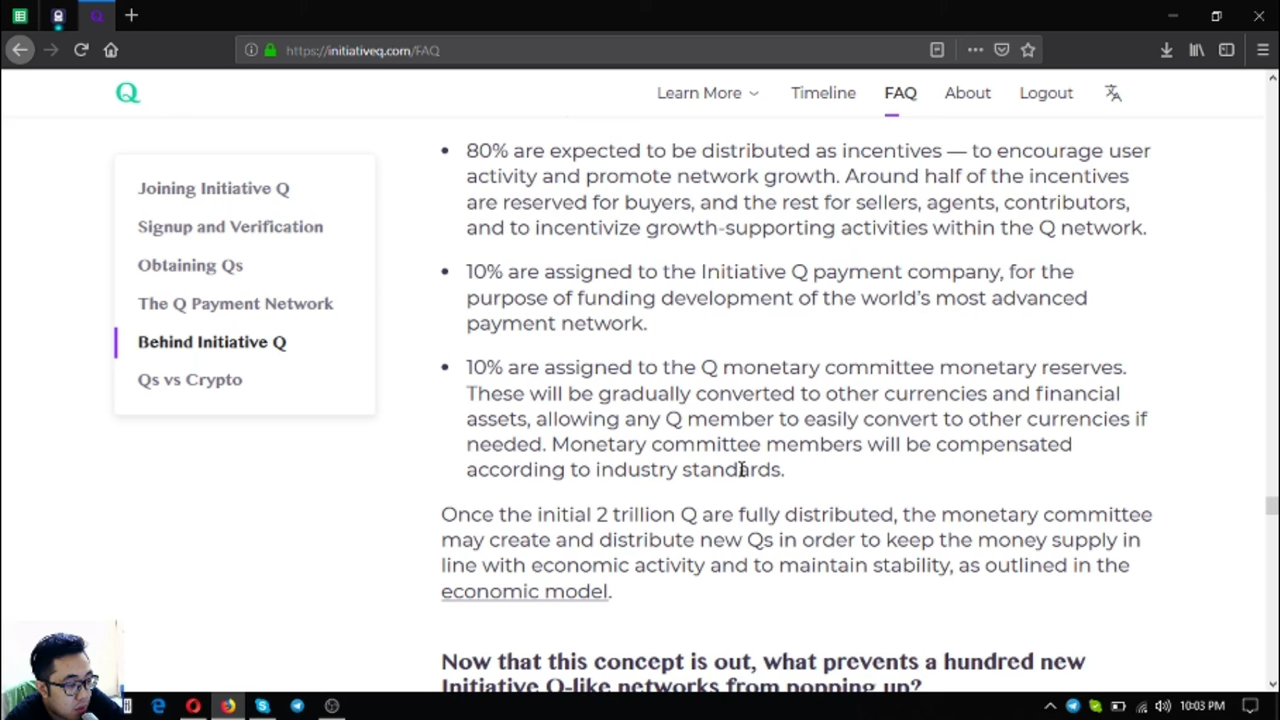 https://initiativeq.com/FAQ
Q
Learn More
Timeline
FAQ
About
Logout
Joining Initiative Q
Signup and Verification
Obtaining Qs
The Q Payment Network
Behind Initiative Q
Qs vs Crypto
• 80% are expected to be distributed as incentives — to encourage user
activity and promote network growth. Around half of the incentives
are reserved for buyers, and the rest for sellers, agents, contributors,
and to incentivize growth-supporting activities within the Q network.
• 10% are assigned to the Initiative Q payment company, for the
purpose of funding development of the world's most advanced
payment network.
• 10% are assigned to the Q monetary committee monetary reserves.
These will be gradually converted to other currencies and financial
assets, allowing any Q member to easily convert to other currencies if
needed. Monetary committee members will be compensated
according to industry standards.
Once the initial 2 trillion Q are fully distributed, the monetary committee
may create and distribute new Qs in order to keep the money supply in
line with economic activity and to maintain stability, as outlined in the
economic model.
Now that this concept is out, what prevents a hundred new
Initiative Q-like networks from popping up?
10:03 PM